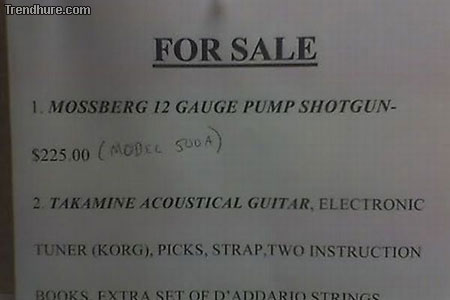 Trendhure.com
FOR SALE
1. MOSSBERG 12 GAUGE PUMP SHOTGUN-
$225.00 (MODEL 500A)
2. TAKAMINE ACOUSTICAL GUITAR, ELECTRONIC
TUNER (KORG), PICKS, STRAP,TWO INSTRUCTION
BOOKS, EXTRA SET OF D'ADDARIO STRINGS